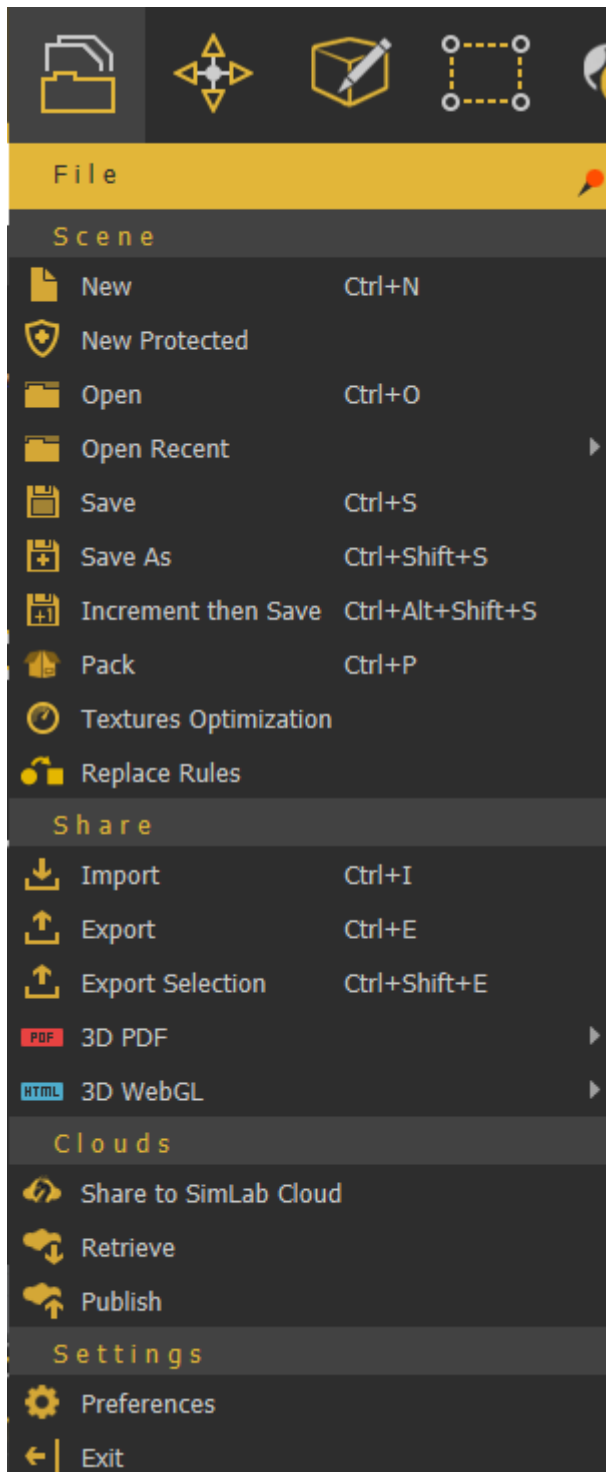 File
Scene
New Ctrl+N
New Protected
Open Ctrl+O
Open Recent
Save Ctrl+S
Save As Ctrl+Shift+S
+1 Increment then Save Ctrl+Alt+Shift+S
Pack Ctrl+P
Textures Optimization
Replace Rules
Share
Import Ctrl+I
Export Ctrl+E
Export Selection Ctrl+Shift+E
PDF 3D PDF
HTML 3D WebGL
Clouds
Share to SimLab Cloud
Retrieve
Publish
Settings
Preferences
Exit